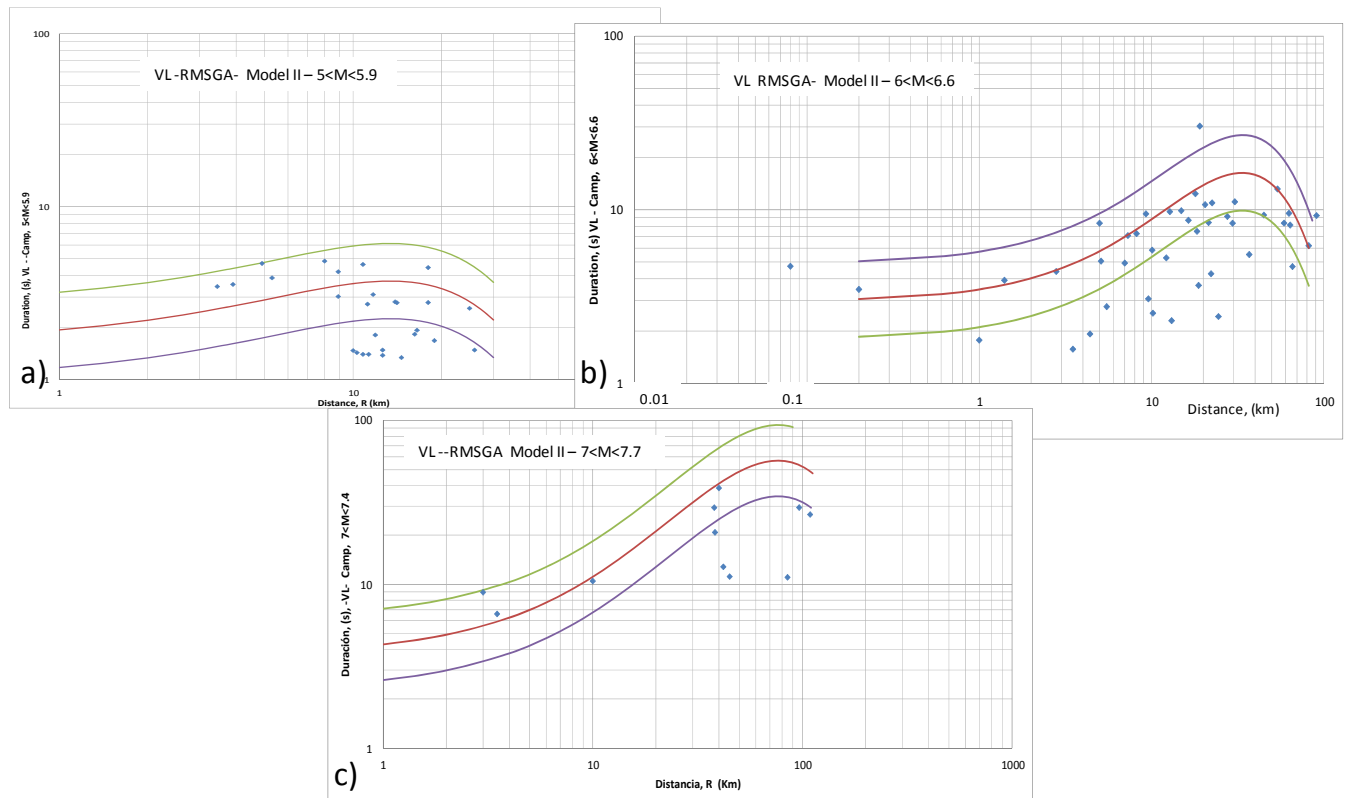 100
VL -RMSGA- Model II – 5<M<5.9
Duration, (s), VL - -Camp, 5<M<5.9
10
1
a)
1
10
Distance, R (km)
100
VL RMSGA- Model II – 6<M<6.6
Duration, (s) VL - Camp, 6<M<6.6
10
1
b)
0.01
0.1
1
10
100
Distance, (km)
100
VL --RMSGA Model II – 7<M<7.7
Duración, (s), -VL- Camp, 7<M<7.4
10
1
c)
1
10
100
1000
Distancia, R (Km)